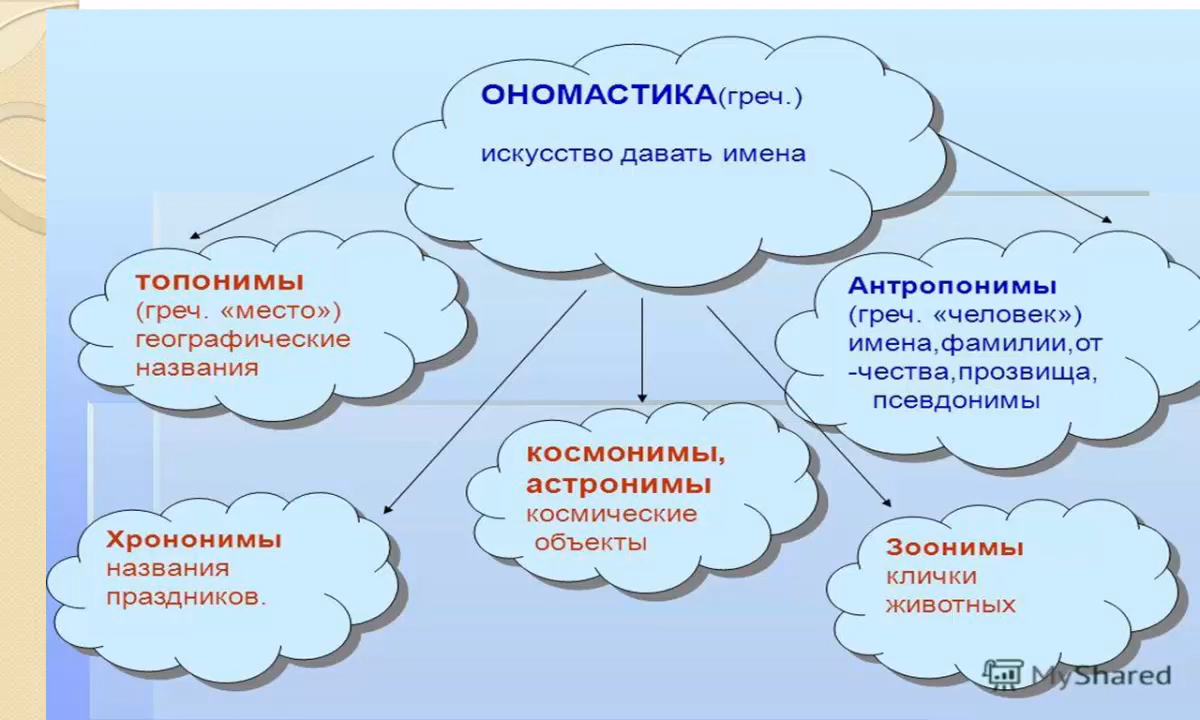 ОНОМАСТИКА(греч.)
искусство давать имена
топонимы
(греч. «место»)
географические
названия
Антропонимы
(греч. «человек»)
имена,фамилии,от
-чества,прозвища,
псевдонимы
космонимы,
астронимы
космические
объекты
Хрононимы
названия
праздников.
Зоонимы
клички
животных
MyShared